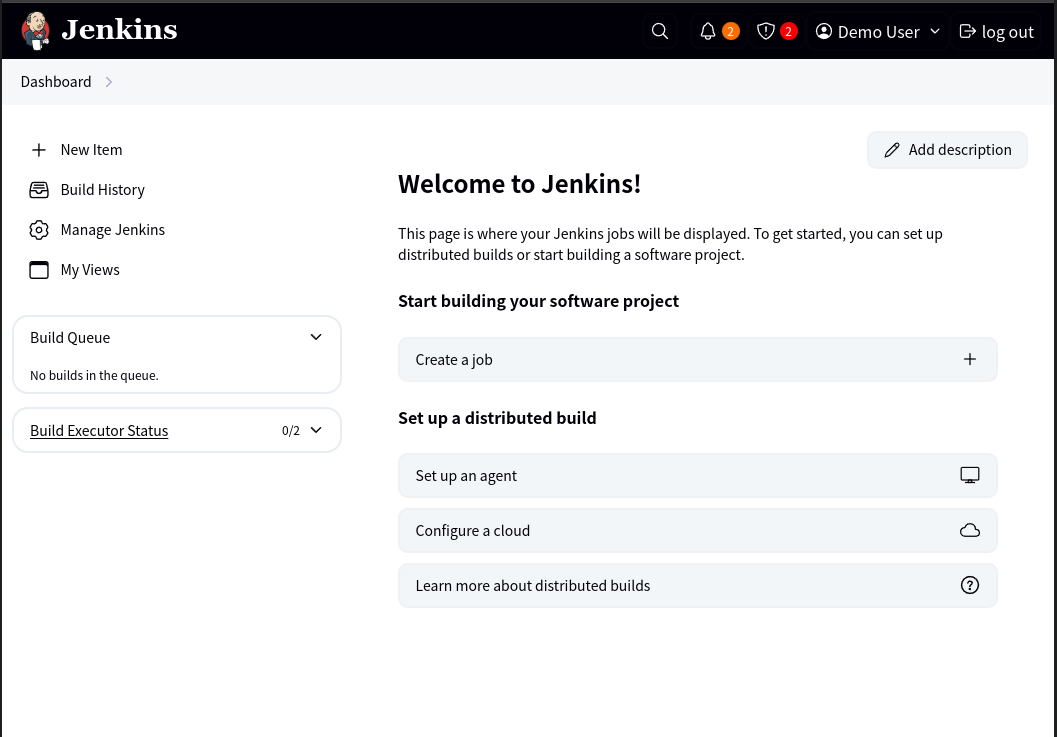 Jenkins
2
2
Demo User
log out
Dashboard
New Item
Build History
Manage Jenkins
My Views
Build Queue
No builds in the queue.
Build Executor Status
0/2
Add description
Welcome to Jenkins!
This page is where your Jenkins jobs will be displayed. To get started, you can set up
distributed builds or start building a software project.
Start building your software project
Create a job
Set up a distributed build
Set up an agent
Configure a cloud
Learn more about distributed builds